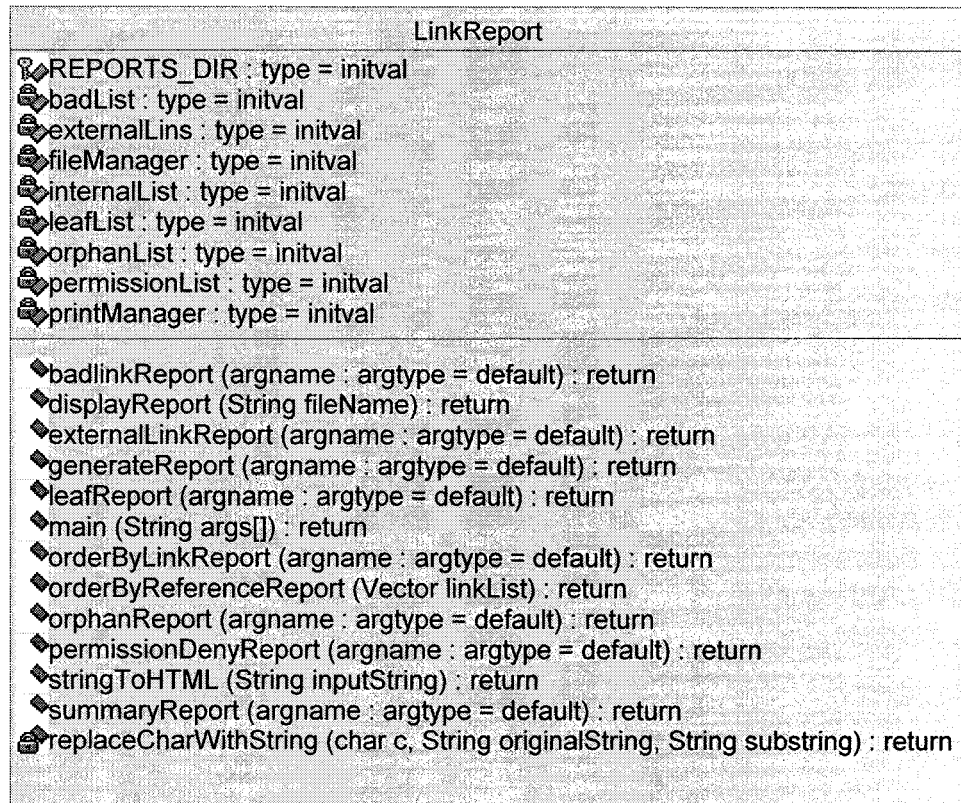 LinkReport
REPORTS_DIR : type = initval
badList : type = initval
externalLins : type = initval
fileManager : type = initval
internalList : type = initval
leafList : type = initval
orphanList : type = initval
permissionList : type = initval
printManager : type = initval
badlinkReport (argname : argtype = default) : return
displayReport (String fileName) : return
externalLinkReport (argname : argtype = default) : return
generateReport (argname : argtype = default) : return
leafReport (argname : argtype = default) : return
main (String args[]) : return
orderByLinkReport (argname : argtype = default) : return
orderByReferenceReport (Vector linkList) : return
orphanReport (argname : argtype = default) : return
permissionDenyReport (argname : argtype = default) : return
stringToHTML (String inputString) : return
summaryReport (argname : argtype = default) : return
replaceCharWithString (char c, String originalString, String substring) : return